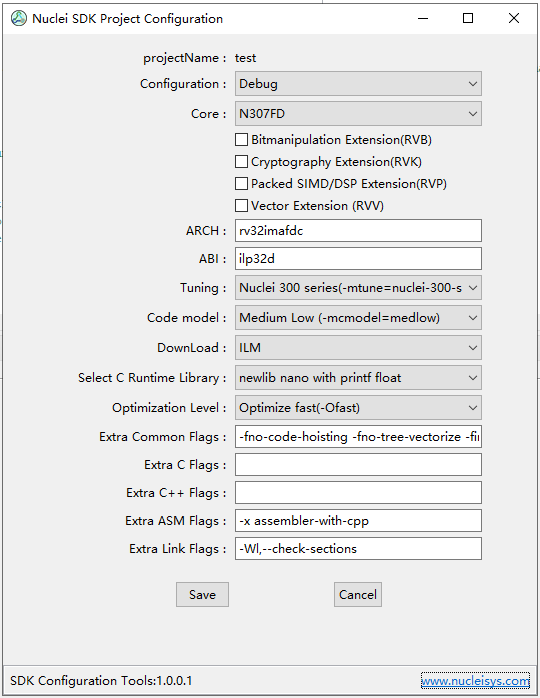 Nuclei SDK Project Configuration
projectName : test
Configuration : Debug
Core : N307FD
Bitmanipulation Extension(RVB)
Cryptography Extension(RVK)
Packed SIMD/DSP Extension(RVP)
Vector Extension (RVV)
ARCH : rv32imafdc
ABI : ilp32d
Tuning : Nuclei 300 series(-mtune=nuclei-300-s
Code model : Medium Low (-mcmodel=medlow)
DownLoad : ILM
Select C Runtime Library : newlib nano with printf float
Optimization Level : Optimize fast(-Ofast)
Extra Common Flags : -fno-code-hoisting -fno-tree-vectorize -fin
Extra C Flags :
Extra C++ Flags :
Extra ASM Flags : -x assembler-with-cpp
Extra Link Flags : -Wl,--check-sections
Save Cancel
SDK Configuration Tools:1.0.0.1 www.nucleisys.com